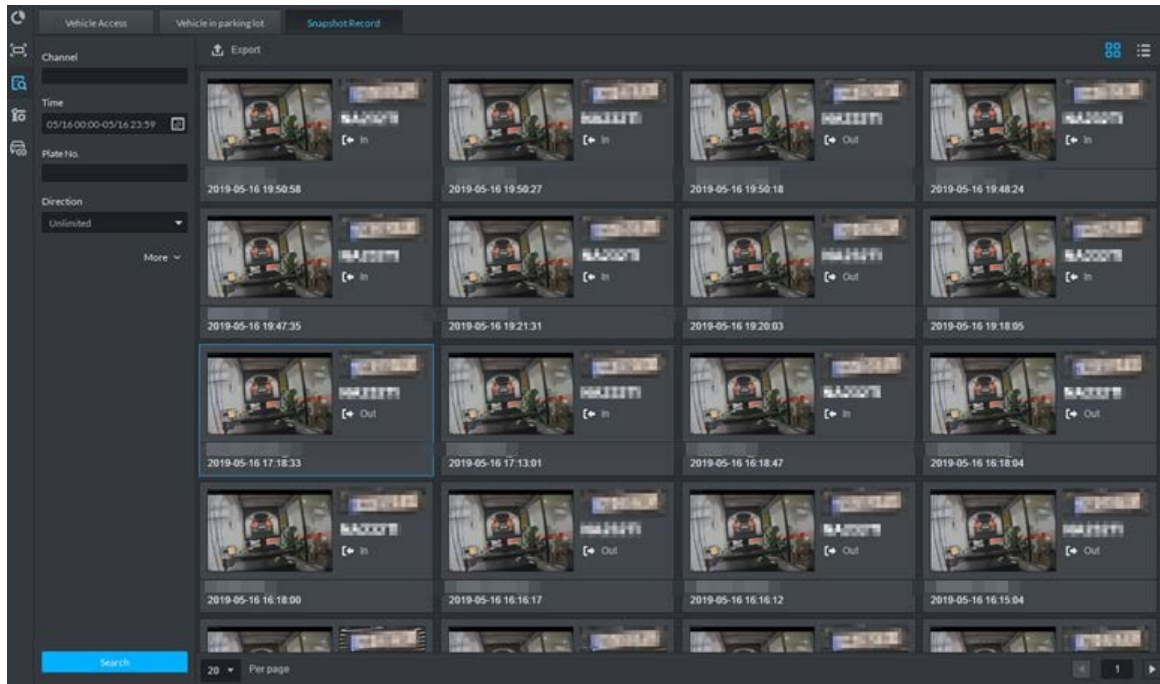 Vehicle Access
Vehicle in parking lot
Snapshot Record
Channel
Time
05/16 00:00-05/16 23:59
Plate No.
Direction
Unlimited
More
Search
Export
In
2019-05-16 19:50:58
In
2019-05-16 19:50:27
Out
2019-05-16 19:50:18
In
2019-05-16 19:48:24
In
2019-05-16 19:47:35
In
2019-05-16 19:21:31
Out
2019-05-16 19:20:03
In
2019-05-16 19:18:05
Out
2019-05-16 17:18:33
In
2019-05-16 17:13:01
In
2019-05-16 16:18:47
Out
2019-05-16 16:18:04
In
2019-05-16 16:18:00
Out
2019-05-16 16:16:17
Out
2019-05-16 16:16:12
Out
2019-05-16 16:15:04
20
Per page
1